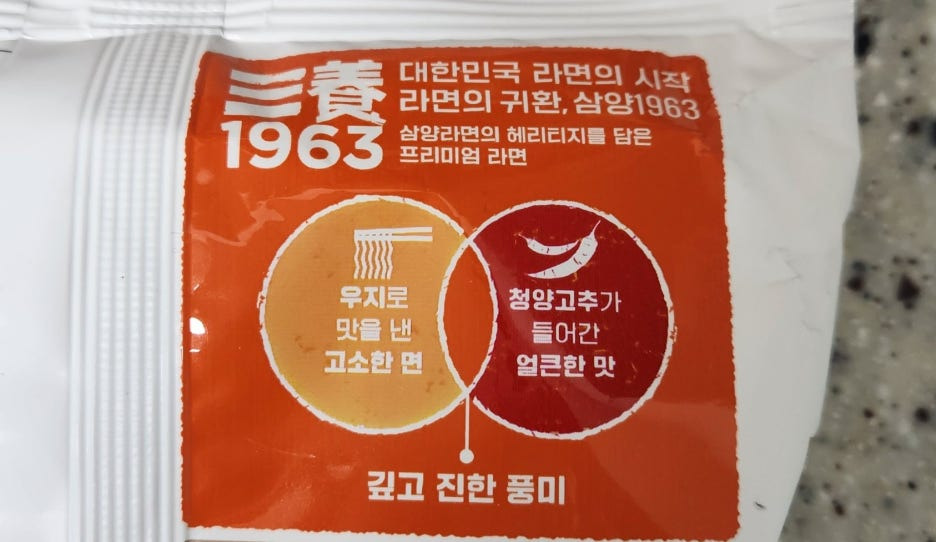 三養
1963
대한민국 라면의 시작
라면의 귀환, 삼양1963
삼양라면의 헤리티지를 담은
프리미엄 라면
우지로
맛을 낸
고소한 면
청양고추가
들어간
얼큰한 맛
깊고 진한 풍미